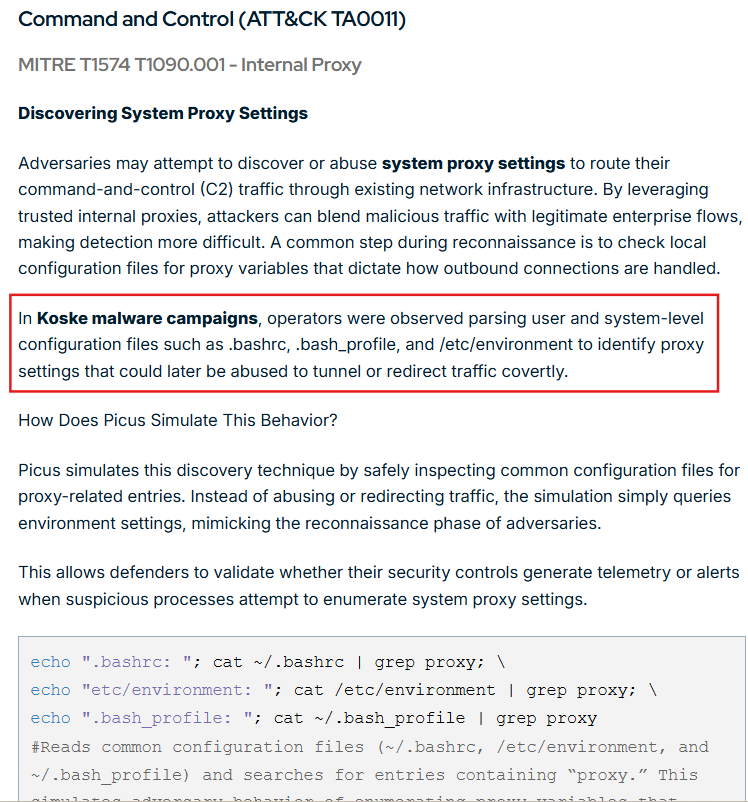 Command and Control (ATT&CK TA0011)
MITRE T1574 T1090.001 - Internal Proxy
Discovering System Proxy Settings
Adversaries may attempt to discover or abuse system proxy settings to route their
command-and-control (C2) traffic through existing network infrastructure. By leveraging
trusted internal proxies, attackers can blend malicious traffic with legitimate enterprise flows,
making detection more difficult. A common step during reconnaissance is to check local
configuration files for proxy variables that dictate how outbound connections are handled.
In Koske malware campaigns, operators were observed parsing user and system-level
configuration files such as .bashrc, .bash_profile, and /etc/environment to identify proxy
settings that could later be abused to tunnel or redirect traffic covertly.
How Does Picus Simulate This Behavior?
Picus simulates this discovery technique by safely inspecting common configuration files for
proxy-related entries. Instead of abusing or redirecting traffic, the simulation simply queries
environment settings, mimicking the reconnaissance phase of adversaries.
This allows defenders to validate whether their security controls generate telemetry or alerts
when suspicious processes attempt to enumerate system proxy settings.
echo ".bashrc: "; cat ~/.bashrc | grep proxy; \
echo "etc/environment: "; cat /etc/environment | grep proxy; \
echo ".bash_profile: "; cat ~/.bash_profile | grep proxy
#Reads common configuration files (~/.bashrc, /etc/environment, and
~/.bash_profile) and searches for entries containing “proxy.” This
simulates adversary behavior of enumerating proxy variables that